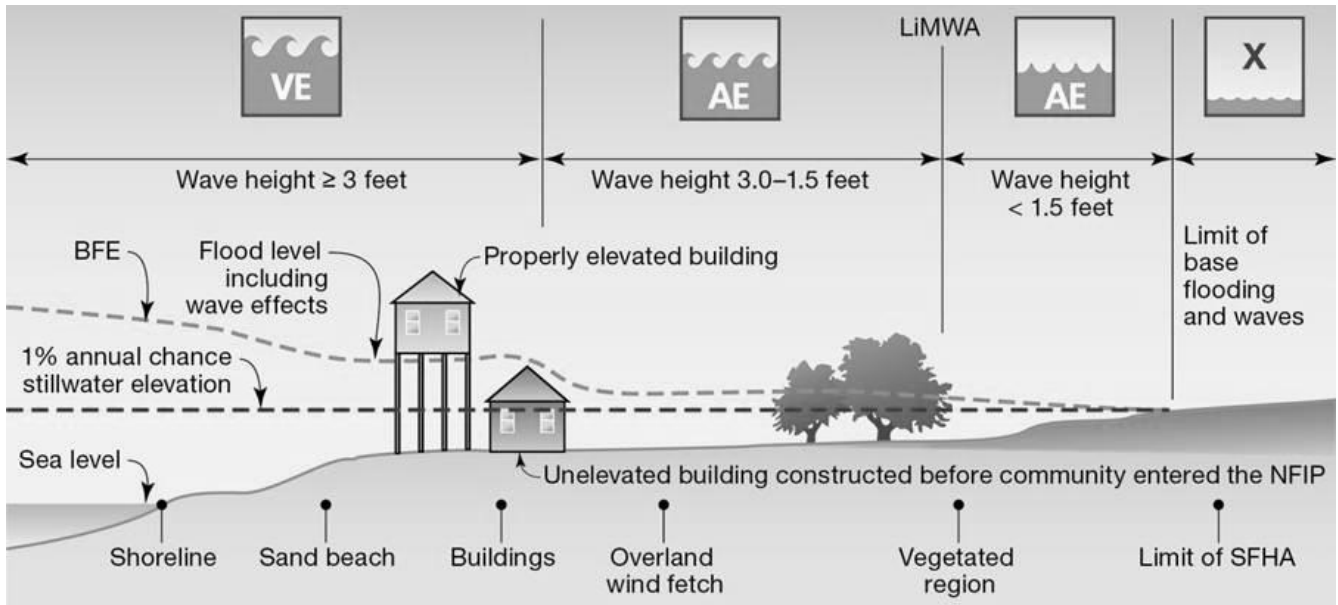 LiMWA
VE
AE
AE
X
Wave height ≥ 3 feet
Wave height 3.0–1.5 feet
Wave height
< 1.5 feet
BFE
Flood level
including
wave effects
Properly elevated building
Limit of
base
flooding
and waves
1% annual chance
stillwater elevation
Sea level
Unelevated building constructed before community entered the NFIP
Shoreline
Sand beach
Buildings
Overland
wind fetch
Vegetated
region
Limit of SFHA